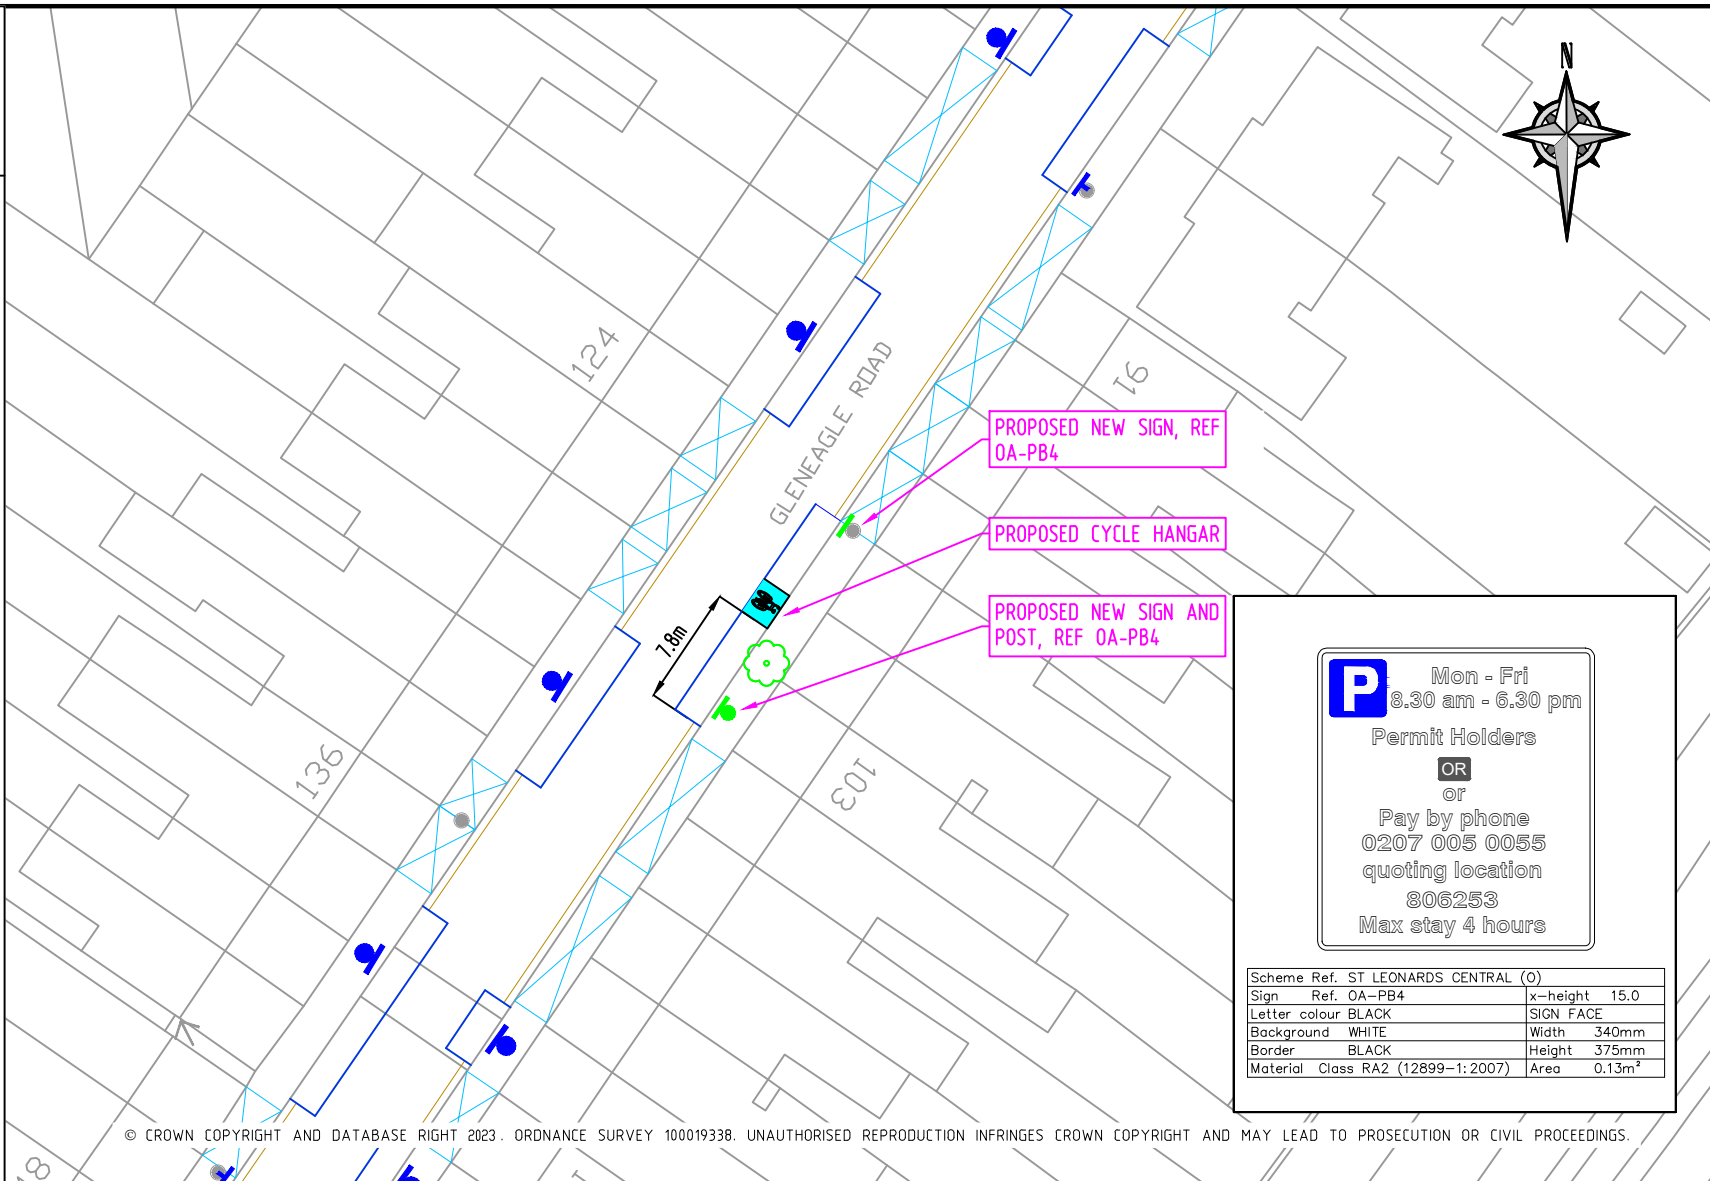 N
124
GLENEAGLE ROAD
91
PROPOSED NEW SIGN, REF
OA-PB4
PROPOSED CYCLE HANGAR
PROPOSED NEW SIGN AND
POST, REF OA-PB4
7.8m
136
103
P
Mon - Fri
8.30 am - 6.30 pm
Permit Holders
OR
or
Pay by phone
0207 005 0055
quoting location
806253
Max stay 4 hours
Scheme Ref. ST LEONARDS CENTRAL (O)
Sign Ref. OA-PB4 x-height 15.0
Letter colour BLACK SIGN FACE
Background WHITE Width 340mm
Border BLACK Height 375mm
Material Class RA2 (12899-1:2007) Area 0.13m²
© CROWN COPYRIGHT AND DATABASE RIGHT 2023. ORDNANCE SURVEY 100019338. UNAUTHORISED REPRODUCTION INFRINGES CROWN COPYRIGHT AND MAY LEAD TO PROSECUTION OR CIVIL PROCEEDINGS.